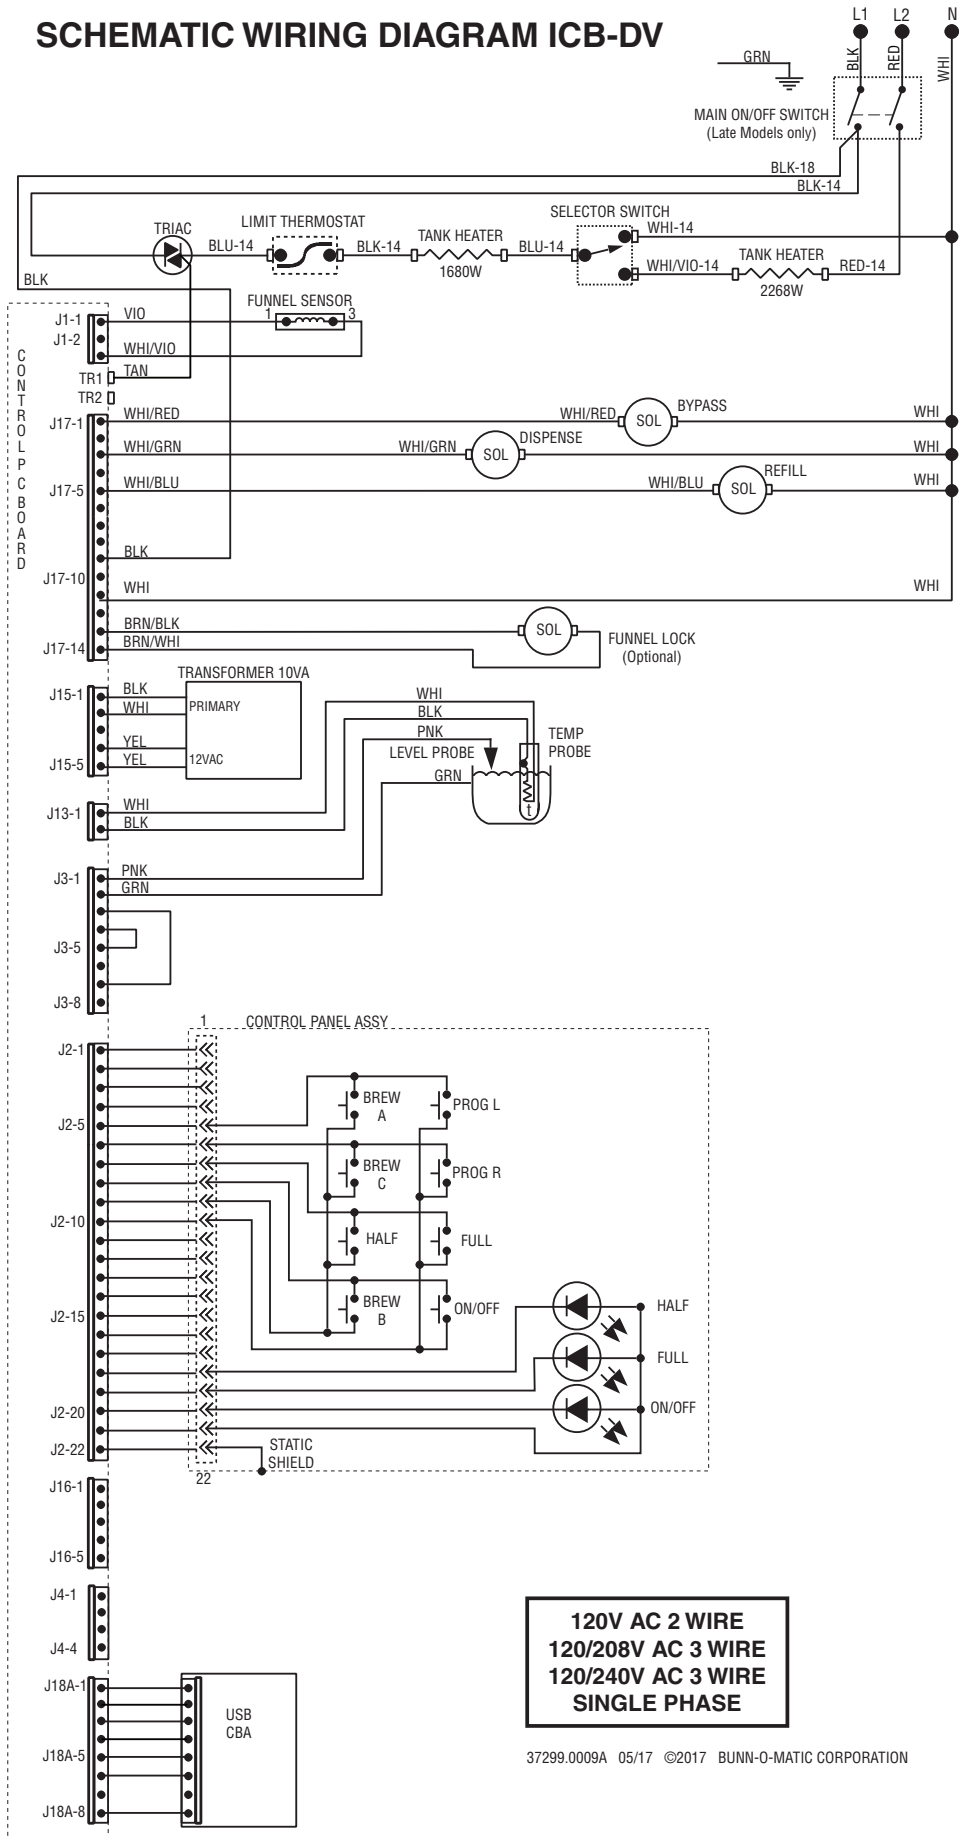 SCHEMATIC WIRING DIAGRAM ICB-DV
L1 L2 N
GRN
BLK
RED
WHI
MAIN ON/OFF SWITCH
(Late Models only)
BLK-18
BLK-14
TRIAC
BLU-14
LIMIT THERMOSTAT
BLK-14
TANK HEATER
1680W
BLU-14
SELECTOR SWITCH
WHI-14
WHI/VIO-14
TANK HEATER
2268W
RED-14
BLK
CONTROL PC BOARD
FUNNEL SENSOR
1 3
J1-1 VIO
J1-2
WHI/VIO
TR1 TAN
TR2
J17-1 WHI/RED WHI/RED SOL BYPASS WHI
WHI/GRN WHI/GRN SOL DISPENSE WHI
J17-5 WHI/BLU WHI/BLU SOL REFILL WHI
BLK
J17-10
WHI WHI
BRN/BLK SOL FUNNEL LOCK
(Optional)
J17-14 BRN/WHI
TRANSFORMER 10VA
J15-1 BLK
WHI PRIMARY
YEL
J15-5 YEL 12VAC
WHI
BLK
PNK
LEVEL PROBE
GRN
TEMP
PROBE
t
J13-1 WHI
BLK
J3-1 PNK
GRN
J3-5
J3-8
1 CONTROL PANEL ASSY
J2-1
J2-5
J2-10
J2-15
J2-20
J2-22
BREW
A
PROG L
BREW
C
PROG R
HALF FULL
BREW
B
ON/OFF
HALF
FULL
ON/OFF
STATIC
SHIELD
22
J16-1
J16-5
J4-1
J4-4
J18A-1
J18A-5
J18A-8
USB
CBA
120V AC 2 WIRE
120/208V AC 3 WIRE
120/240V AC 3 WIRE
SINGLE PHASE
37299.0009A 05/17 ©2017 BUNN-O-MATIC CORPORATION